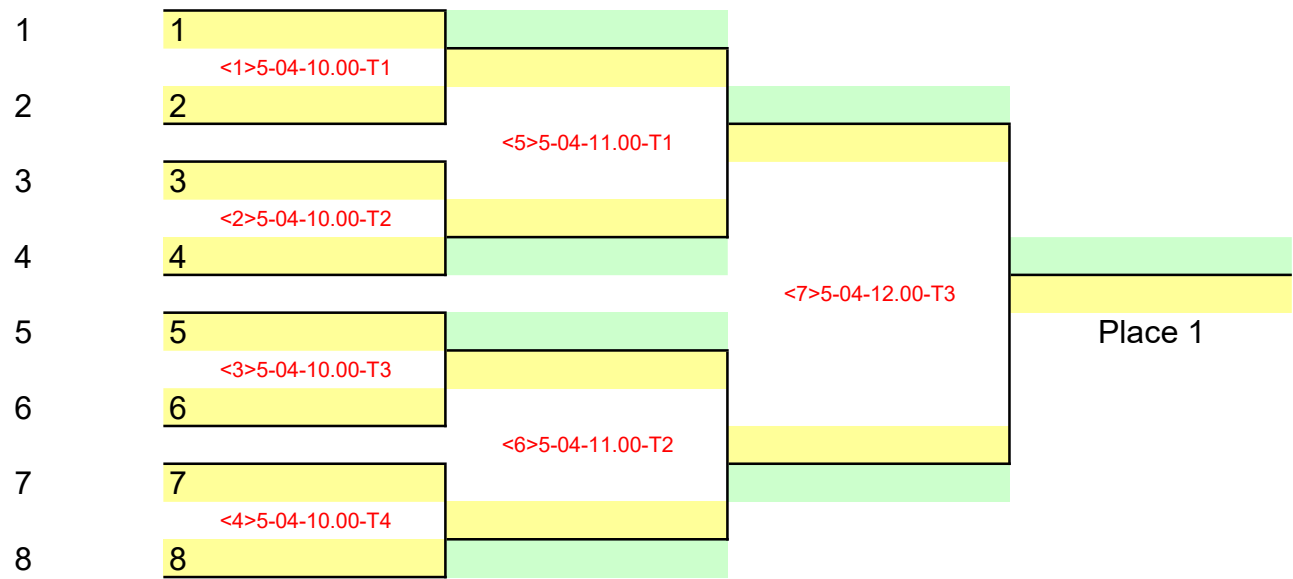 1 1
<1>5-04-10.00-T1
2 2
<5>5-04-11.00-T1
3 3
<2>5-04-10.00-T2
4 4
<7>5-04-12.00-T3
5 5
Place 1
<3>5-04-10.00-T3
6 6
<6>5-04-11.00-T2
7 7
<4>5-04-10.00-T4
8 8